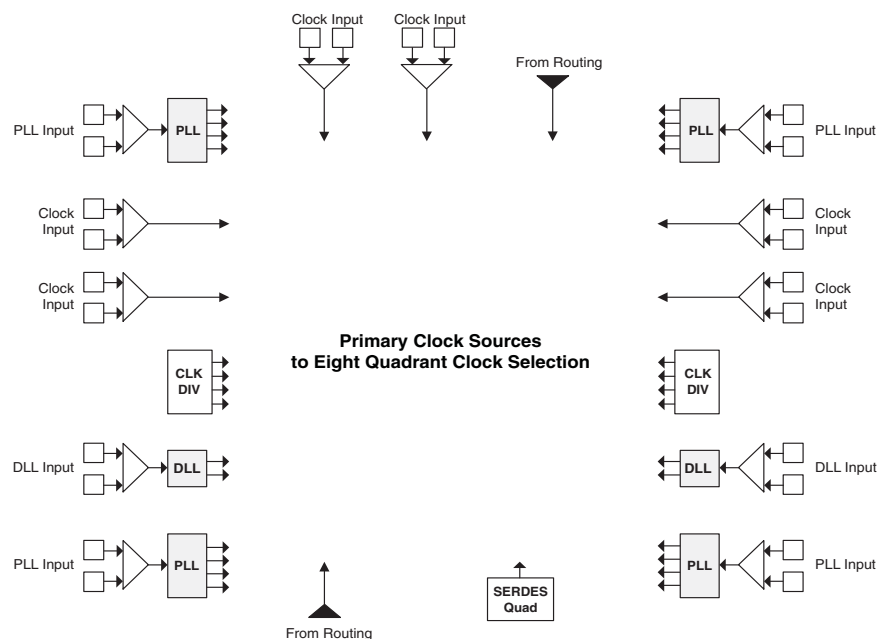 Clock Input
Clock Input
From Routing
PLL Input
PLL
PLL
PLL Input
Clock
Input
Clock
Input
Clock
Input
Clock
Input
Primary Clock Sources
to Eight Quadrant Clock Selection
CLK
DIV
CLK
DIV
DLL Input
DLL
DLL
DLL Input
PLL Input
PLL
PLL
PLL Input
SERDES
Quad
From Routing